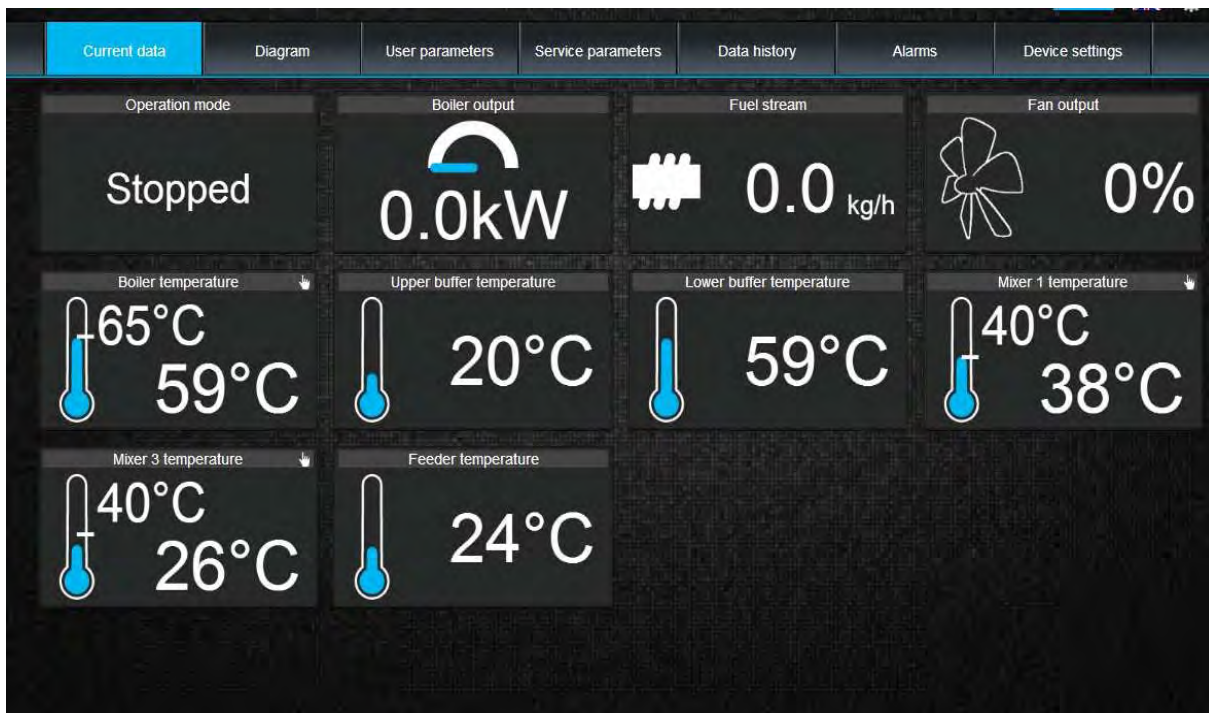 Current data
Diagram
User parameters
Service parameters
Data history
Alarms
Device settings
Operation mode
Stopped
Boiler output
0.0kW
Fuel stream
0.0 kg/h
Fan output
0%
Boiler temperature
65°C
59°C
Upper buffer temperature
20°C
Lower buffer temperature
59°C
Mixer 1 temperature
40°C
38°C
Mixer 3 temperature
40°C
26°C
Feeder temperature
24°C